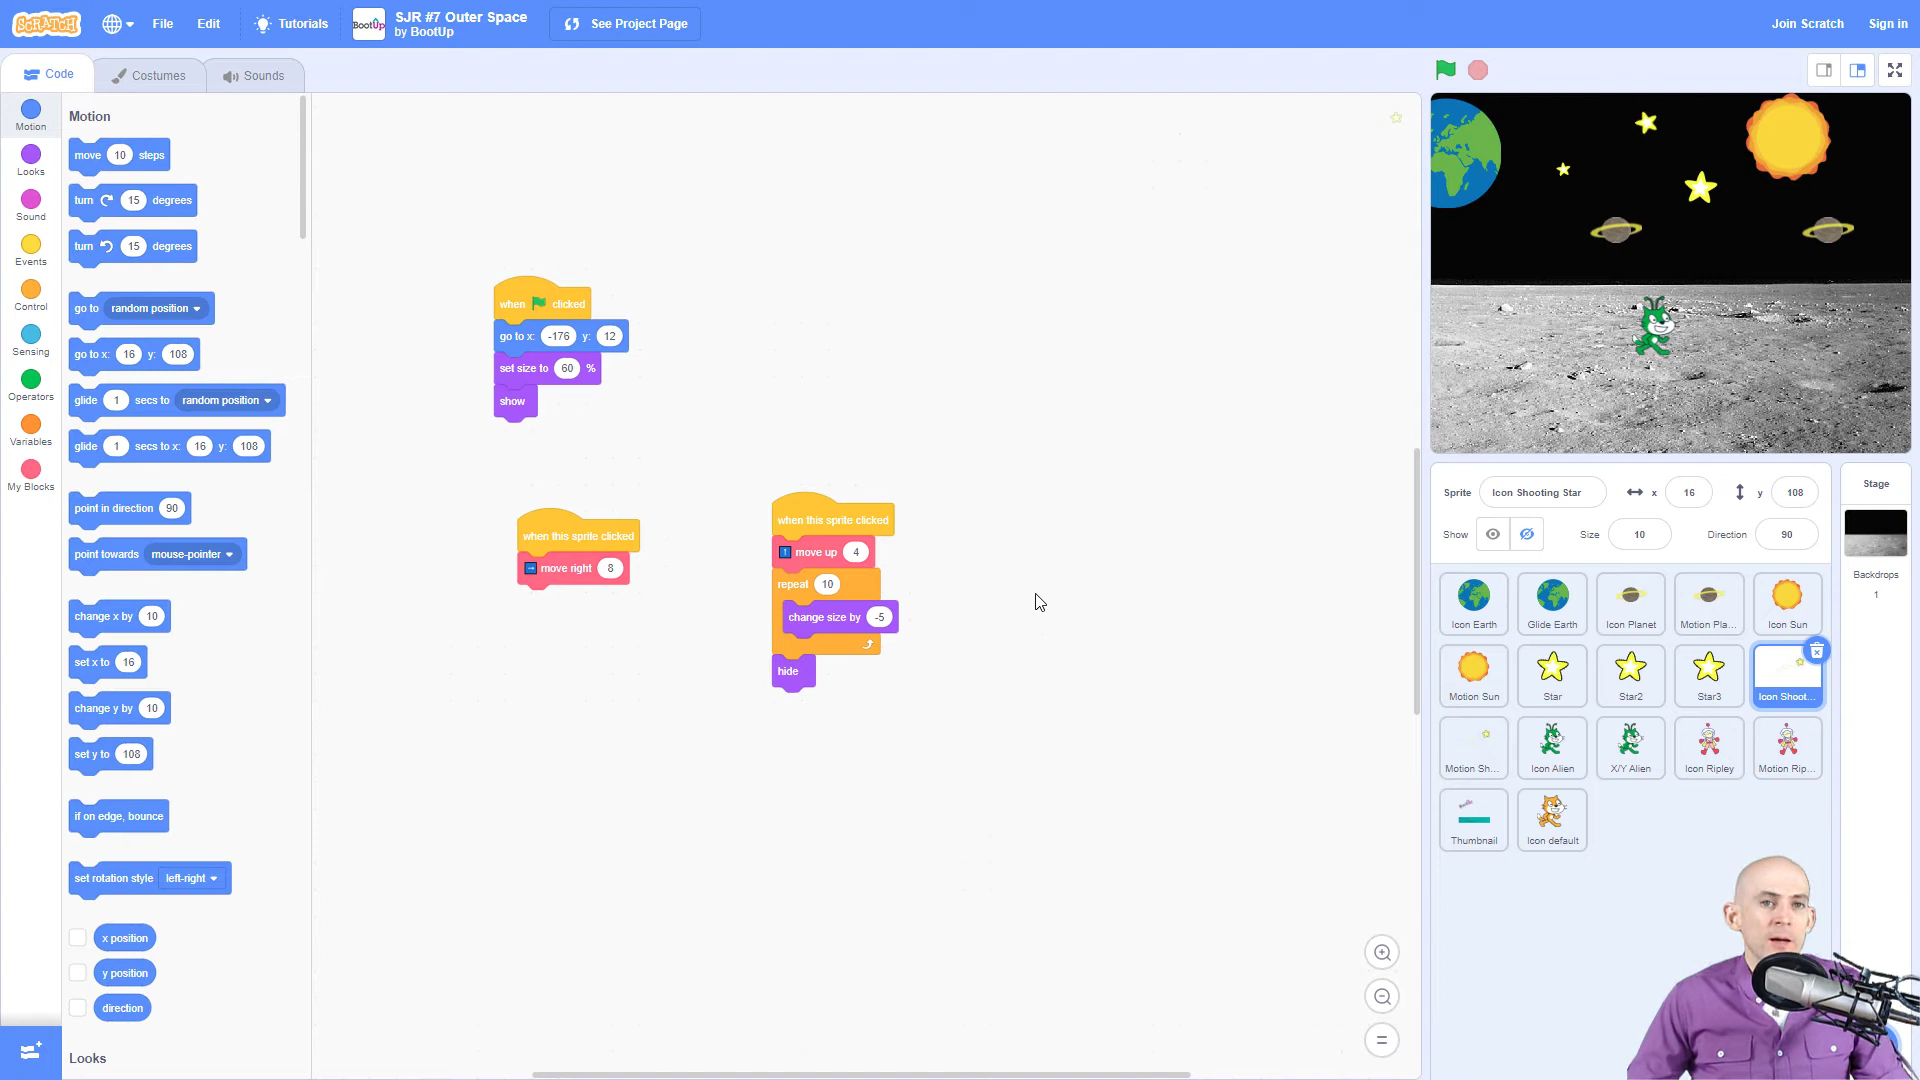 SCRATCH
File
Edit
Tutorials
BootUp
SJR #7 Outer Space
by BootUp
See Project Page
Join Scratch
Sign in
Code
Costumes
Sounds
Motion
Looks
Sound
Events
Control
Sensing
Operators
Variables
My Blocks
Motion
move 10 steps
turn 15 degrees
turn 15 degrees
go to random position
go to x: 16 y: 108
glide 1 secs to random position
glide 1 secs to x: 16 y: 108
point in direction 90
point towards mouse-pointer
change x by 10
set x to 16
change y by 10
set y to 108
if on edge, bounce
set rotation style left-right
x position
y position
direction
Looks
when clicked
go to x: -176 y: 12
set size to 60 %
show
when this sprite clicked
move right 8
when this sprite clicked
move up 4
repeat 10
change size by -5
hide
Sprite Icon Shooting Star x 16 y 108
Show Size 10 Direction 90
Stage
Backdrops
1
Icon Earth
Glide Earth
Icon Planet
Motion Pla...
Icon Sun
Motion Sun
Star
Star2
Star3
Icon Shoot...
Motion Sh...
Icon Alien
X/Y Alien
Icon Ripley
Motion Rip...
Thumbnail
Icon default